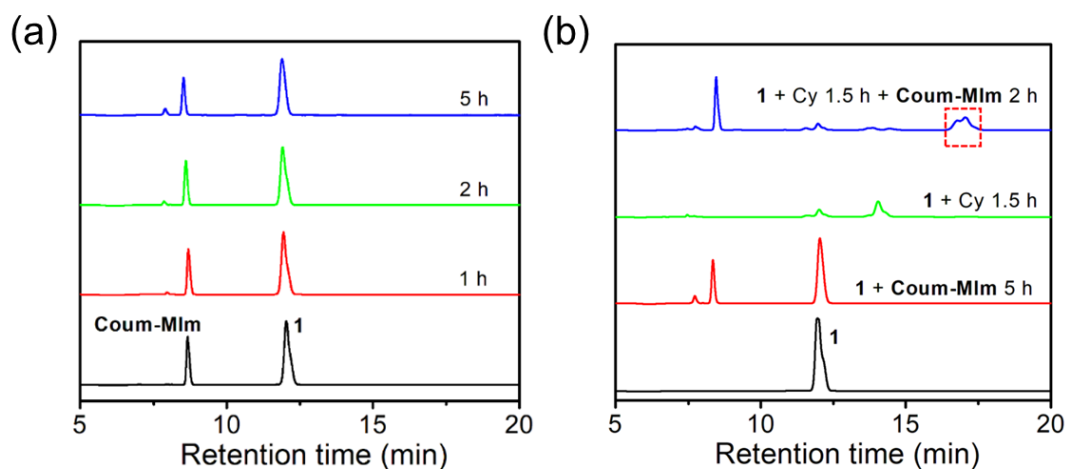 (a)
5 h
2 h
1 h
Coum-MIm
1
5 10 15 20
Retention time (min)
(b)
1 + Cy 1.5 h + Coum-MIm 2 h
1 + Cy 1.5 h
1 + Coum-MIm 5 h
1
5 10 15 20
Retention time (min)